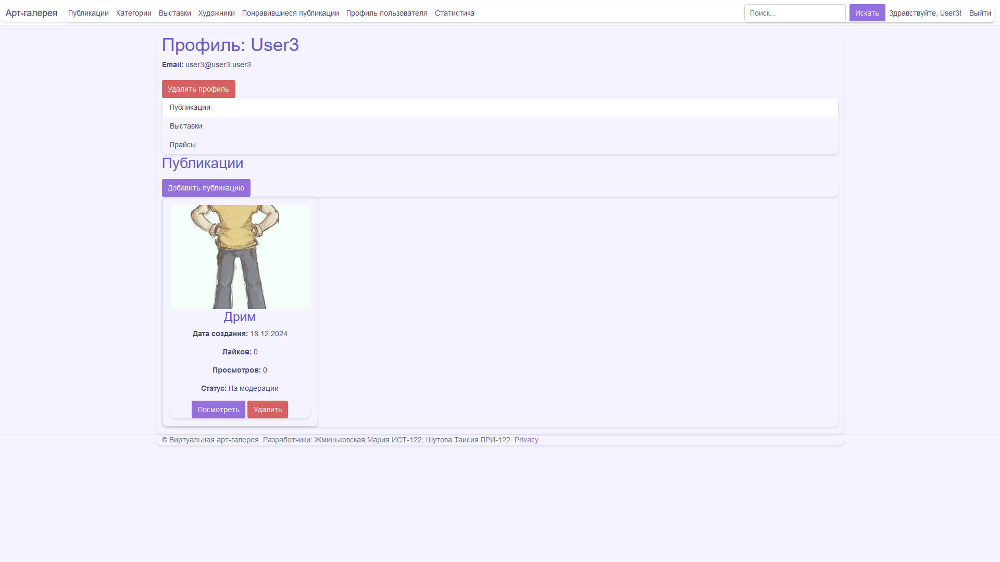 Арт-галерея Публикации Категории Выставки Художники Понравившиеся публикации Профиль пользователя Статистика Поиск... Искать Здравствуйте, User3! Выйти
Профиль: User3
Email: user3@user3.user3
Удалить профиль
Публикации
Выставки
Прайсы
Публикации
Добавить публикацию
Дрим
Дата создания: 18.12.2024
Лайков: 0
Просмотров: 0
Статус: На модерации
Посмотреть Удалить
© Виртуальная арт-галерея. Разработчики: Жминьковская Мария ИСТ-122, Шутова Таисия ПРИ-122. Privacy